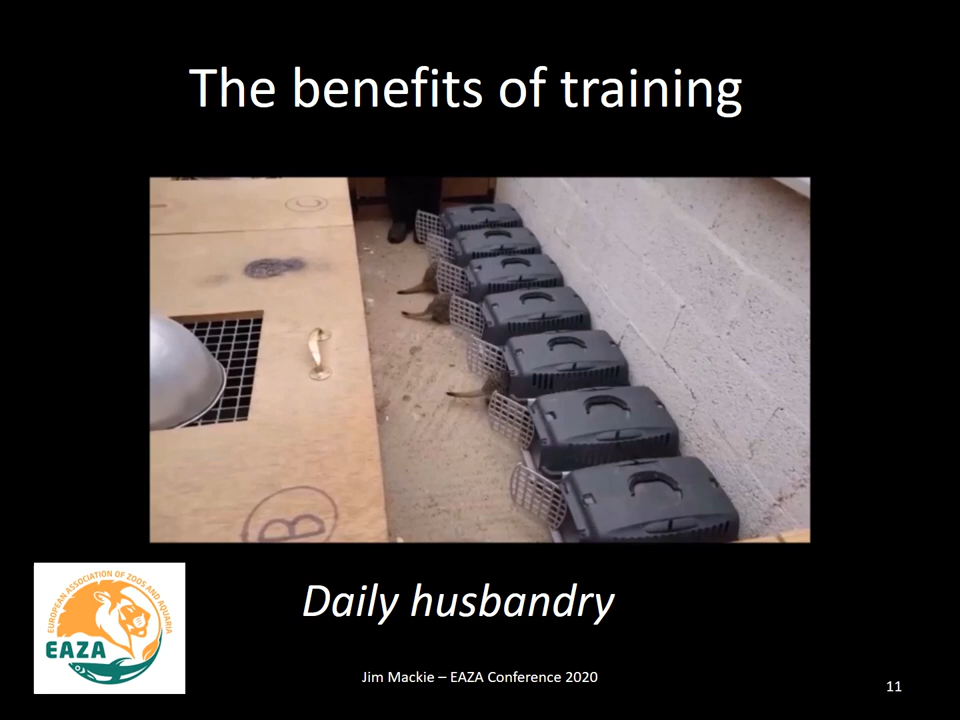 The benefits of training
C
B
EUROPEAN ASSOCIATION OF ZOOS AND AQUARIA
EAZA
Daily husbandry
Jim Mackie – EAZA Conference 2020
11